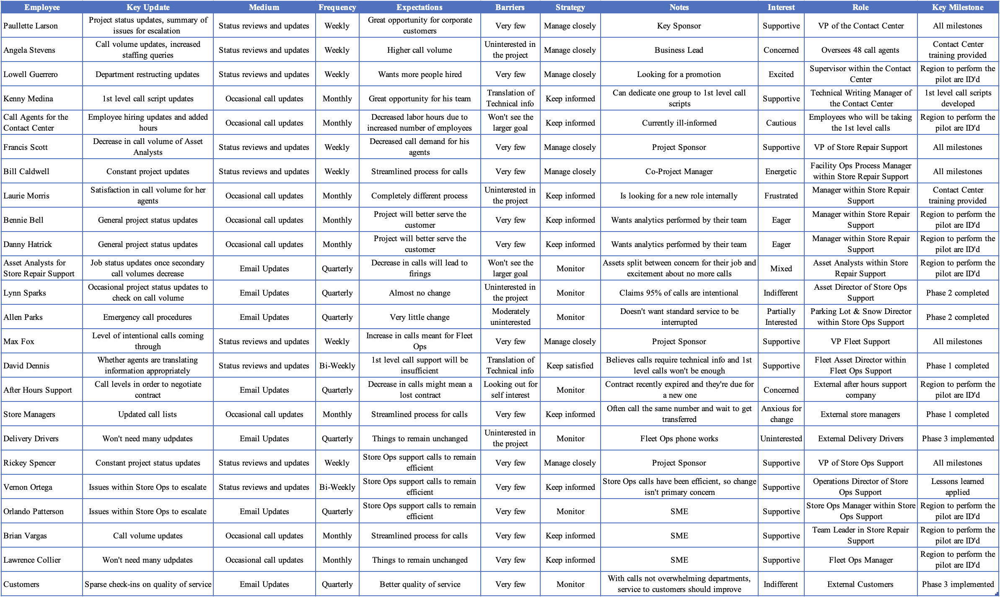 Employee Key Update Medium Frequency Expectations Barriers Strategy Notes Interest Role Key Milestone
Paullette Larson
Project status updates, summary of
issues for escalation
Status reviews and updates
Weekly
Great opportunity for corporate
customers
Very few
Manage closely
Key Sponsor
Supportive
VP of the Contact Center
All milestones
Angela Stevens
Call volume updates, increased
staffing queries
Status reviews and updates
Weekly
Higher call volume
Uninterested in
the project
Manage closely
Business Lead
Concerned
Oversees 48 call agents
Contact Center
training provided
Lowell Guerrero
Department restructing updates
Status reviews and updates
Weekly
Wants more people hired
Very few
Manage closely
Looking for a promotion
Excited
Supervisor within the Contact
Center
Region to perform the
pilot are ID'd
Kenny Medina
1st level call script updates
Occasional call updates
Monthly
Great opportunity for his team
Translation of
Technical info
Keep informed
Can dedicate one group to 1st level call
scripts
Supportive
Technical Writing Manager of
the Contact Center
1st level call scripts
developed
Call Agents for the
Contact Center
Employee hiring updates and added
hours
Occasional call updates
Monthly
Decreased labor hours due to
increased number of employees
Won't see the
larger goal
Keep informed
Currently ill-informed
Cautious
Employees who will be taking
the 1st level calls
Region to perform the
pilot are ID'd
Francis Scott
Decrease in call volume of Asset
Analysts
Status reviews and updates
Weekly
Decreased call demand for his
agents
Very few
Manage closely
Project Sponsor
Supportive
VP of Store Repair Support
All milestones
Bill Caldwell
Constant project updates
Status reviews and updates
Weekly
Streamlined process for calls
Very few
Manage closely
Co-Project Manager
Energetic
Facility Ops Process Manager
within Store Repair Support
All milestones
Laurie Morris
Satisfaction in call volume for her
agents
Occasional call updates
Monthly
Completely different process
Uninterested in
the project
Keep informed
Is looking for a new role internally
Frustrated
Manager within Store Repair
Support
Contact Center
training provided
Bennie Bell
General project status updates
Occasional call updates
Monthly
Project will better serve the
customer
Very few
Keep informed
Wants analytics performed by their team
Eager
Manager within Store Repair
Support
Region to perform the
pilot are ID'd
Danny Hatrick
General project status updates
Occasional call updates
Monthly
Project will better serve the
customer
Very few
Keep informed
Wants analytics performed by their team
Eager
Manager within Store Repair
Support
Region to perform the
pilot are ID'd
Asset Analysts for
Store Repair Support
Job status updates once secondary
call volumes decrease
Email Updates
Quarterly
Decrease in calls will lead to
firings
Won't see the
larger goal
Monitor
Assets split between concern for their job and
excitement about no more calls
Mixed
Asset Analysts within Store
Repair Support
Region to perform the
pilot are ID'd
Lynn Sparks
Occasional project status updates to
check on call volume
Email Updates
Quarterly
Almost no change
Uninterested in
the project
Monitor
Claims 95% of calls are intentional
Indifferent
Asset Director of Store Ops
Support
Phase 2 completed
Allen Parks
Emergency call procedures
Email Updates
Quarterly
Very little change
Moderately
uninterested
Monitor
Doesn't want standard service to be
interrupted
Partially
Interested
Parking Lot & Snow Director
within Store Ops Support
Phase 2 completed
Max Fox
Level of intentional calls coming
through
Status reviews and updates
Weekly
Increase in calls meant for Fleet
Ops
Very few
Manage closely
Project Sponsor
Supportive
VP Fleet Support
All milestones
David Dennis
Whether agents are translating
information appropriately
Status reviews and updates
Bi-Weekly
1st level call support will be
insufficient
Translation of
Technical info
Keep satisfied
Believes calls require technical info and 1st
level calls won't be enough
Supportive
Fleet Asset Director within
Fleet Ops Support
Phase 1 completed
After Hours Support
Call levels in order to negotiate
contract
Email Updates
Quarterly
Decrease in calls might mean a
lost contract
Looking out for
self interest
Monitor
Contract recently expired and they're due for
a new one
Concerned
External after hours support
company
Region to perform the
pilot are ID'd
Store Managers
Updated call lists
Occasional call updates
Monthly
Streamlined process for calls
Very few
Keep informed
Often call the same number and wait to get
transferred
Anxious for
change
External store managers
Phase 1 completed
Delivery Drivers
Won't need many udpdates
Email Updates
Quarterly
Things to remain unchanged
Uninterested in
the project
Monitor
Fleet Ops phone works
Uninterested
External Delivery Drivers
Phase 3 implemented
Rickey Spencer
Constant project status updates
Status reviews and updates
Weekly
Store Ops support calls to remain
efficient
Very few
Manage closely
Project Sponsor
Supportive
VP of Store Ops Support
All milestones
Vernon Ortega
Issues within Store Ops to escalate
Status reviews and updates
Bi-Weekly
Store Ops support calls to remain
efficient
Very few
Keep informed
Store Ops calls have been efficient, so change
isn't primary concern
Supportive
Operations Director of Store
Ops Support
Lessons learned
applied
Orlando Patterson
Issues within Store Ops to escalate
Email Updates
Quarterly
Store Ops support calls to remain
efficient
Very few
Monitor
SME
Supportive
Store Ops Manager within Store
Ops Support
Region to perform the
pilot are ID'd
Brian Vargas
Call volume updates
Occasional call updates
Monthly
Streamlined process for calls
Very few
Keep informed
SME
Supportive
Team Leader in Store Repair
Support
Region to perform the
pilot are ID'd
Lawrence Collier
Won't need many udpdates
Occasional call updates
Monthly
Things to remain unchanged
Very few
Keep informed
SME
Supportive
Fleet Ops Manager
Region to perform the
pilot are ID'd
Customers
Sparse check-ins on quality of service
Email Updates
Quarterly
Better quality of service
Very few
Monitor
With calls not overwhelming departments,
service to customers should improve
Indifferent
External Customers
Phase 3 implemented